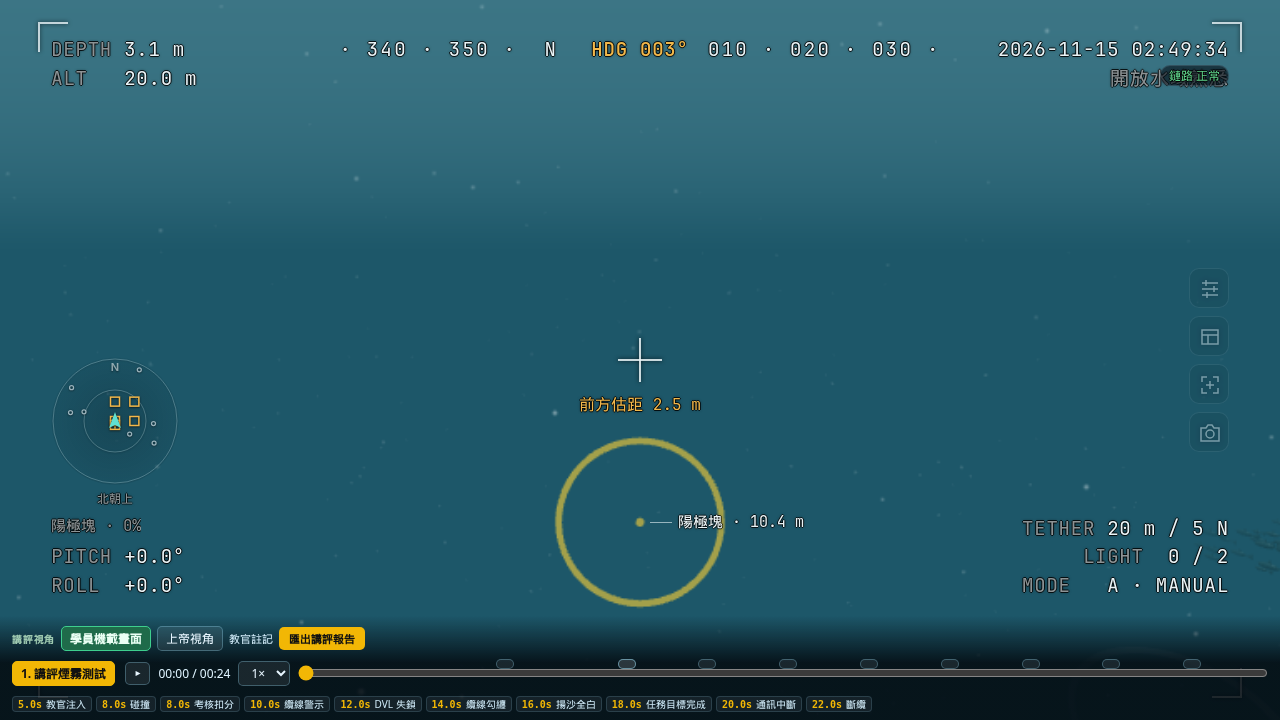 DEPTH 3.1 m
· 340 · 350 · N HDG 003° 010 · 020 · 030 ·
2026-11-15 02:49:34
ALT 20.0 m
開放水
鏈路 正常
前方估距 2.5 m
N
北朝上
陽極塊 · 10.4 m
陽極塊 · 0%
PITCH +0.0°
ROLL +0.0°
TETHER 20 m / 5 N
LIGHT 0 / 2
MODE A · MANUAL
講評視角 學員機載畫面 上帝視角 教官註記 匯出講評報告
1. 講評煙霧測試 00:00 / 00:24 1×
5.0s 教官注入 8.0s 碰撞 8.0s 考核扣分 10.0s 纜線警示 12.0s DVL 失鎖 14.0s 纜線勾纏 16.0s 揚沙全白 18.0s 任務目標完成 20.0s 通訊中斷 22.0s 斷纜